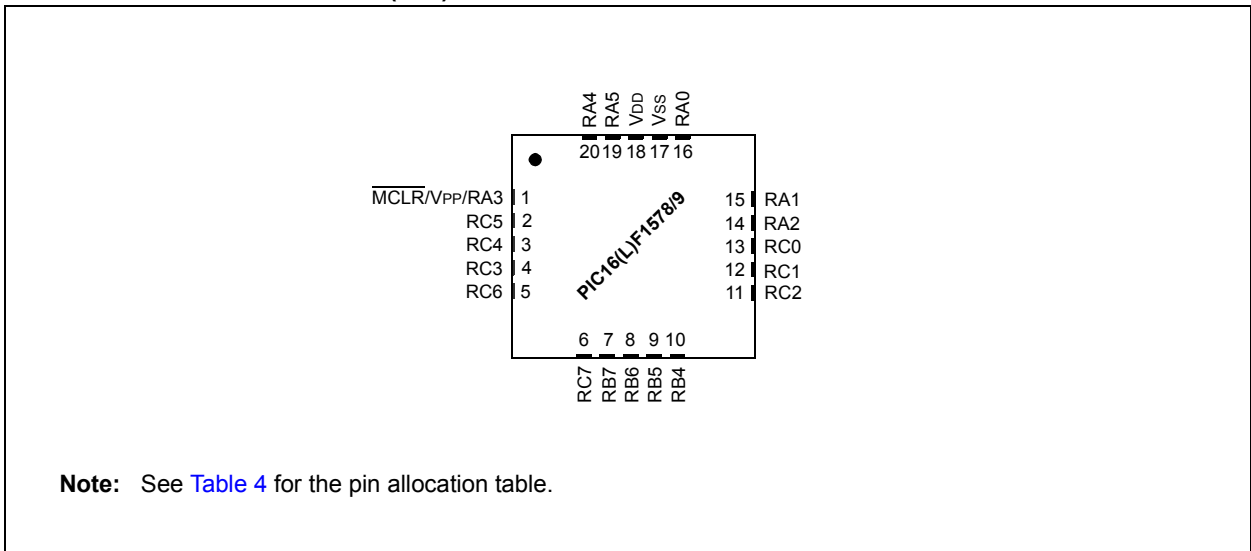 RA4
RA5
VDD
VSS
RA0
20 19 18 17 16
MCLR/VPP/RA3 1
RC5 2
RC4 3
RC3 4
RC6 5
PIC16(L)F1578/9
15 RA1
14 RA2
13 RC0
12 RC1
11 RC2
6 7 8 9 10
RC7
RB7
RB6
RB5
RB4
Note: See Table 4 for the pin allocation table.